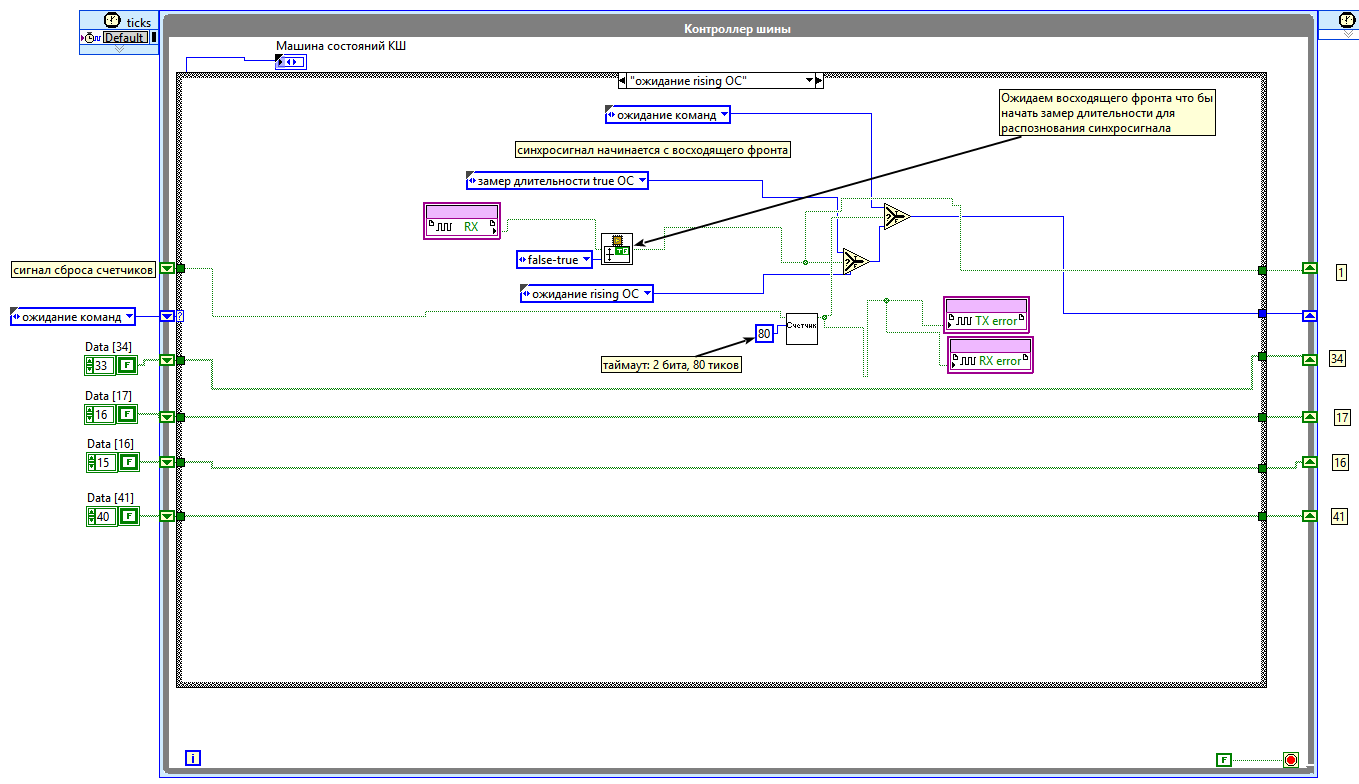 ticks
Default
Контроллер шины
Машина состояний КШ
"ожидание rising ОС"
ожидание команд
Ожидаем восходящего фронта что бы
начать замер длительности для
распознования синхросигнала
синхросигнал начинается с восходящего фронта
замер длительности true ОС
RX
false-true
ожидание rising ОС
сигнал сброса счетчиков
1
ожидание команд
?
TX error
80
Счетчик
RX error
таймаут: 2 бита, 80 тиков
Data [34]
33
F
34
Data [17]
16
F
17
Data [16]
15
F
16
Data [41]
40
F
41
i
F